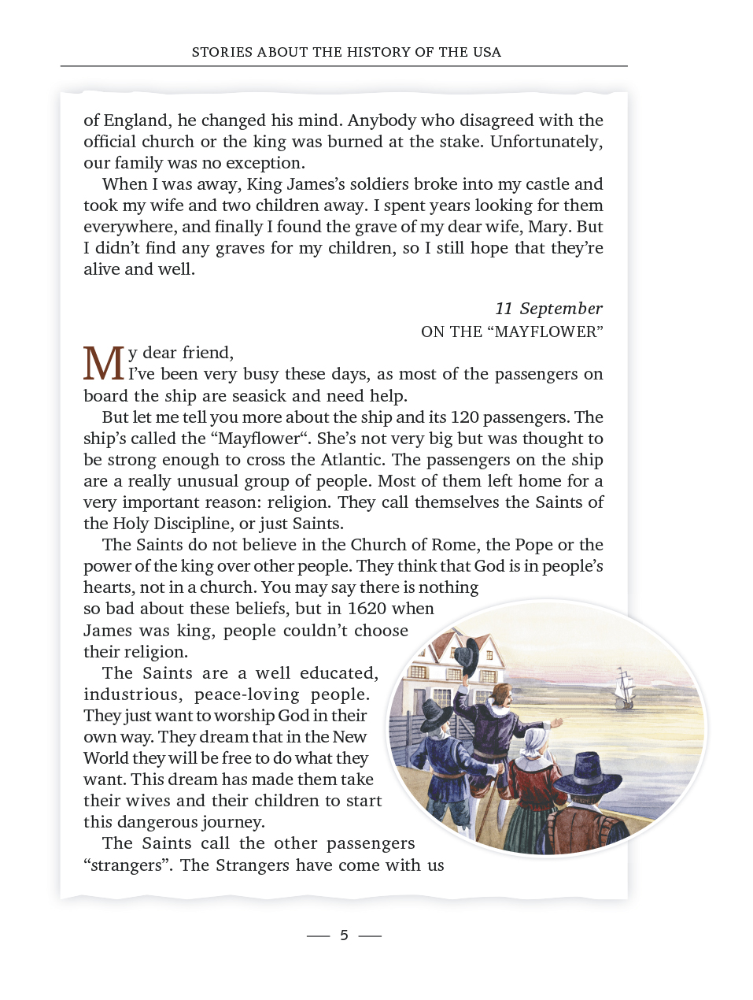 STORIES ABOUT THE HISTORY OF THE USA
of England, he changed his mind. Anybody who disagreed with the
official church or the king was burned at the stake. Unfortunately,
our family was no exception.
When I was away, King James’s soldiers broke into my castle and
took my wife and two children away. I spent years looking for them
everywhere, and finally I found the grave of my dear wife, Mary. But
I didn’t find any graves for my children, so I still hope that they’re
alive and well.
11 September
ON THE “MAYFLOWER”
My dear friend,
I’ve been very busy these days, as most of the passengers on
board the ship are seasick and need help.
But let me tell you more about the ship and its 120 passengers. The
ship’s called the “Mayflower“. She’s not very big but was thought to
be strong enough to cross the Atlantic. The passengers on the ship
are a really unusual group of people. Most of them left home for a
very important reason: religion. They call themselves the Saints of
the Holy Discipline, or just Saints.
The Saints do not believe in the Church of Rome, the Pope or the
power of the king over other people. They think that God is in people’s
hearts, not in a church. You may say there is nothing
so bad about these beliefs, but in 1620 when
James was king, people couldn’t choose
their religion.
The Saints are a well educated,
industrious, peace-loving people.
They just want to worship God in their
own way. They dream that in the New
World they will be free to do what they
want. This dream has made them take
their wives and their children to start
this dangerous journey.
The Saints call the other passengers
“strangers”. The Strangers have come with us
5